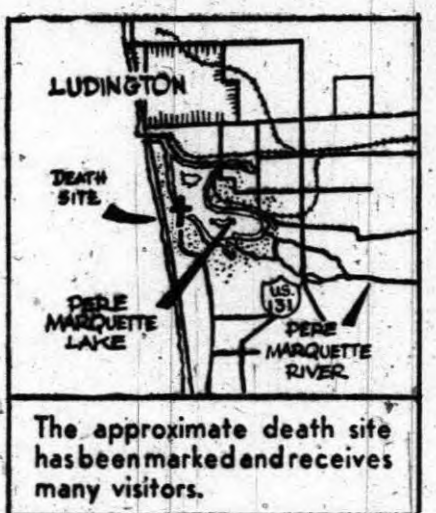 LUDINGTON
DEATH
SITE
PERE
MARQUETTE
LAKE
U.S.
131
PERE
MARQUETTE
RIVER
The approximate death site
has been marked and receives
many visitors.